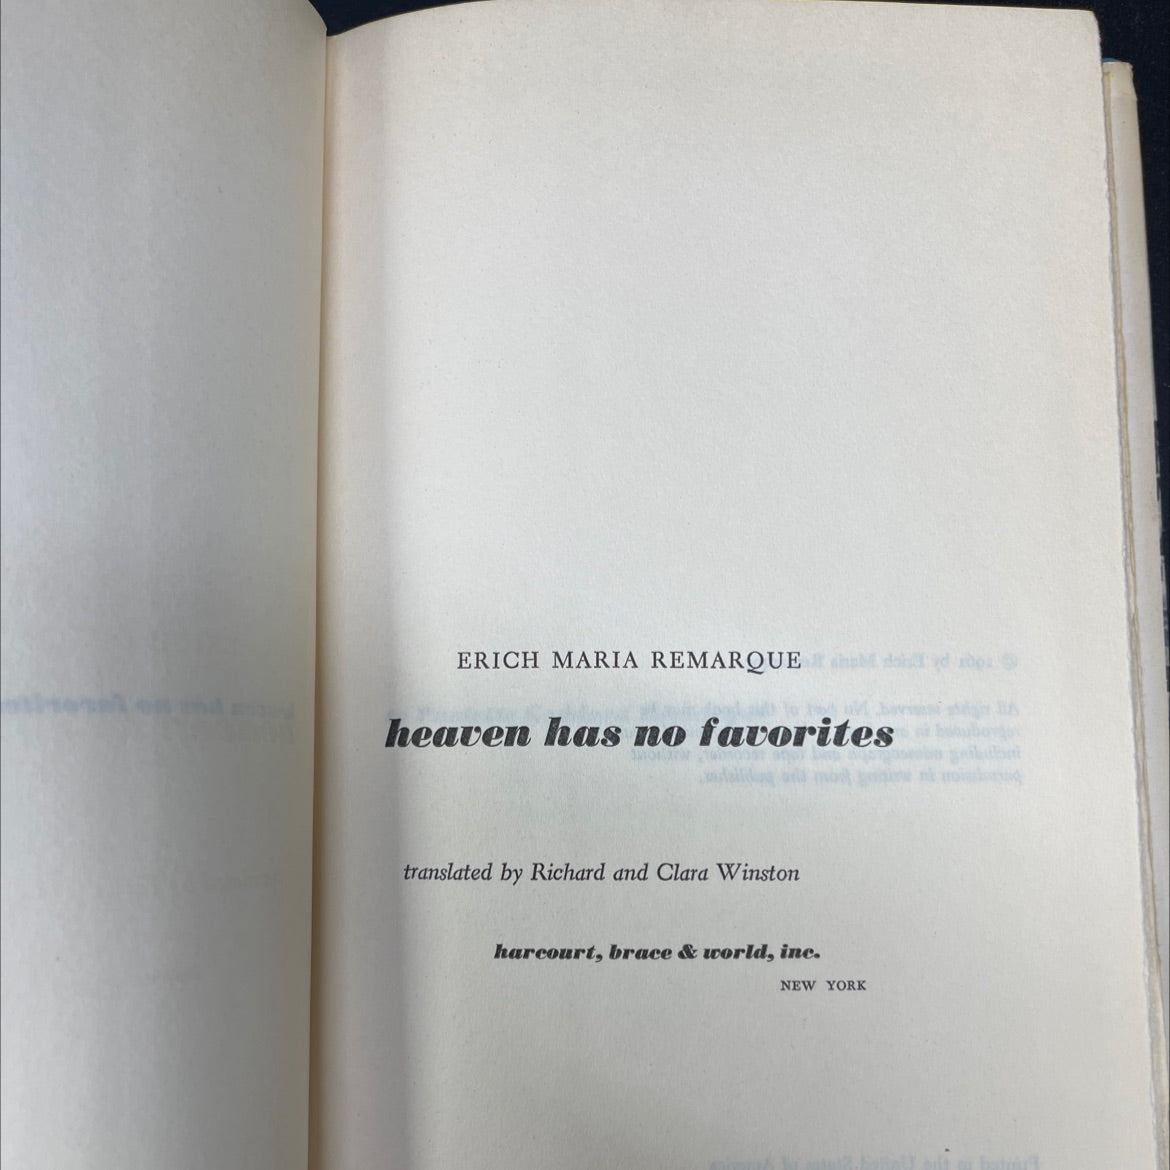 ERICH MARIA REMARQUE
heaven has no favorites
translated by Richard and Clara Winston
harcourt, brace & world, inc.
NEW YORK